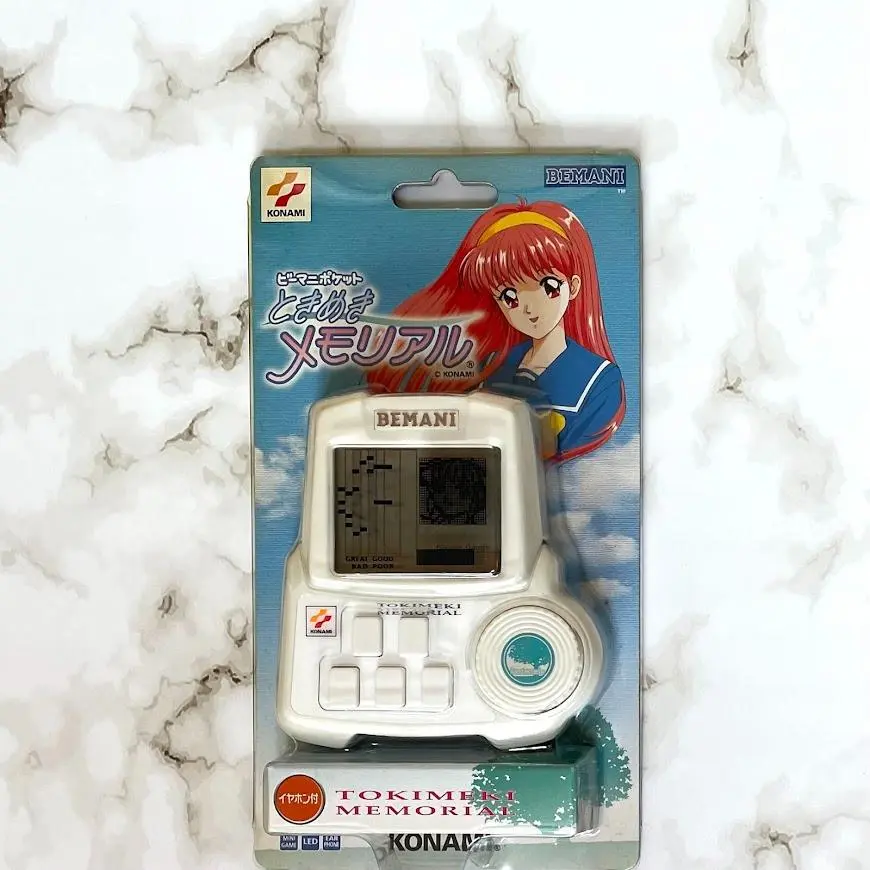 KONAMI
BEMANI
TM
ビーマニポケット
ときめき
メモリアル®
© KONAMI
BEMANI
GREAT GOOD
BAD POOR
TOKIMEKI
MEMORIAL
KONAMI
イヤホン付
TOKIMEKI
MEMORIAL
MINI GAME
LED
EAR PHONE
KONAMI®